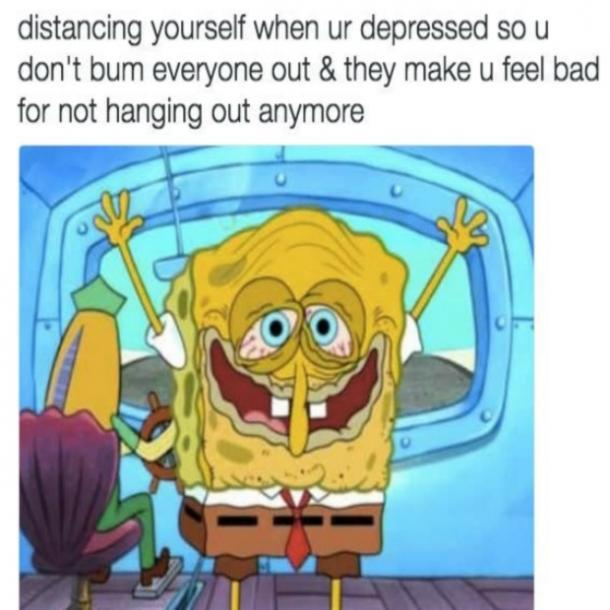 distancing yourself when ur depressed so u
don't bum everyone out & they make u feel bad
for not hanging out anymore